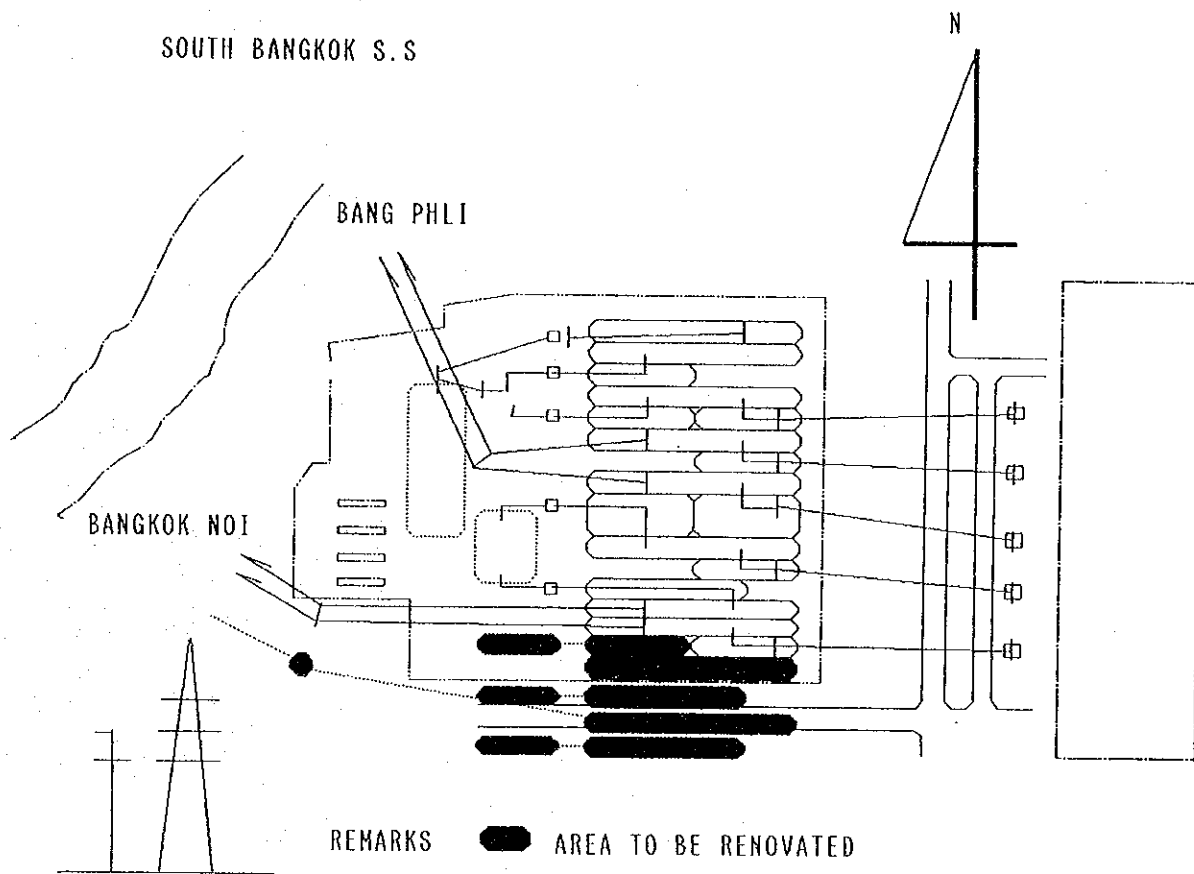 N
SOUTH BANGKOK S.S
BANG PHLI
BANGKOK NOI
REMARKS AREA TO BE RENOVATED